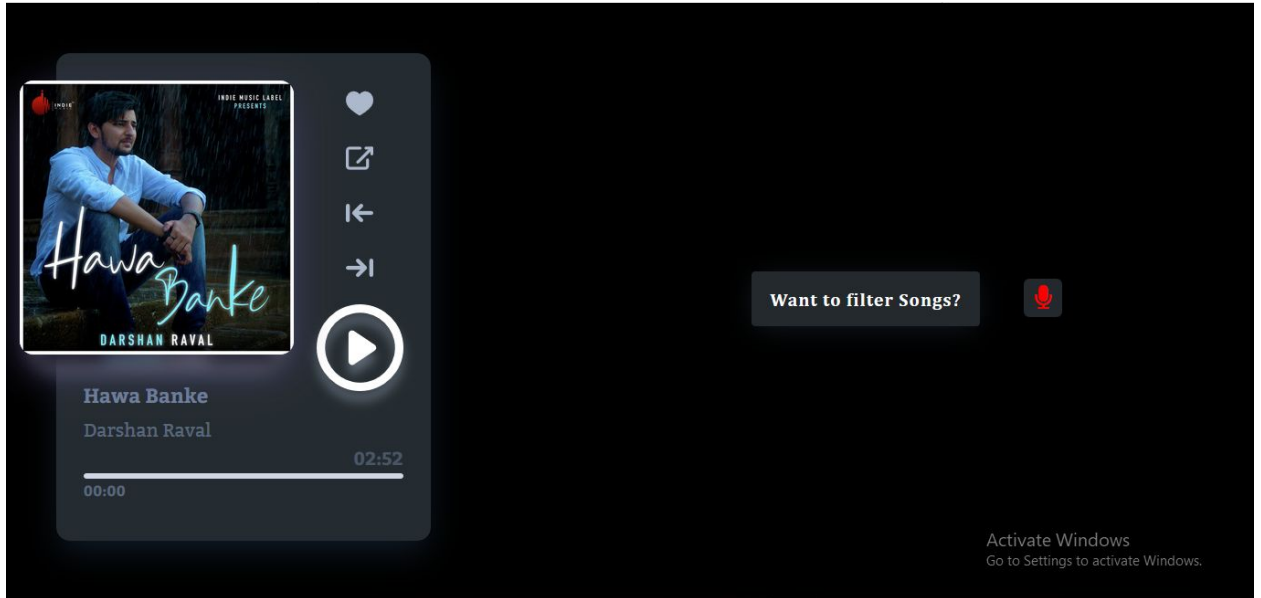 INDIE
INDIE MUSIC LABEL
PRESENTS
Hawa
Banke
DARSHAN RAVAL
Hawa Banke
Darshan Raval
02:52
00:00
Want to filter Songs?
Activate Windows
Go to Settings to activate Windows.